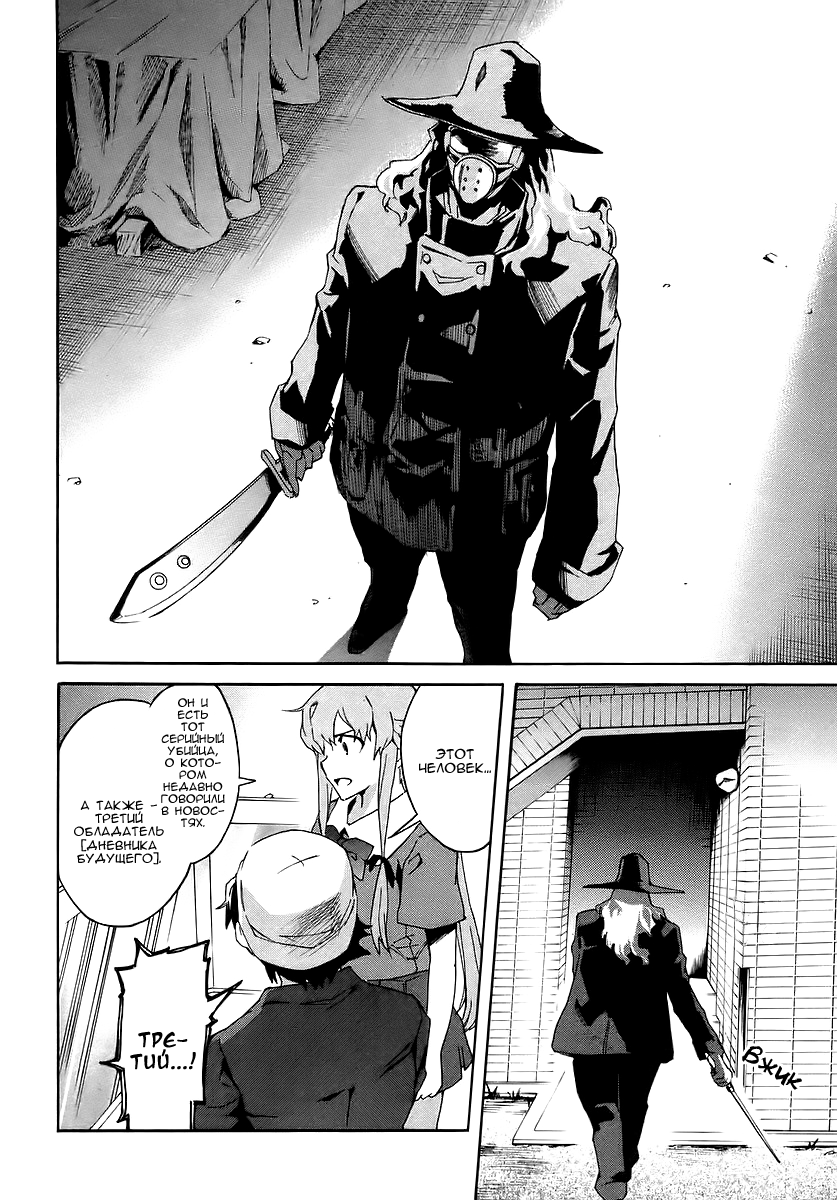 ВЖИК
ЭТОТ
ЧЕЛОВЕК...
ОН И
ЕСТЬ
ТОТ
СЕРИЙНЫЙ
УБИЙЦА,
О КОТО-
РОМ
НЕДАВНО
ГОВОРИЛИ
В НОВОС-
ТЯХ.
А ТАКЖЕ -
ТРЕТИЙ
ОБЛАДАТЕЛЬ
[ДНЕВНИКА
БУДУЩЕГО].
ТРЕ-
ТИЙ...!